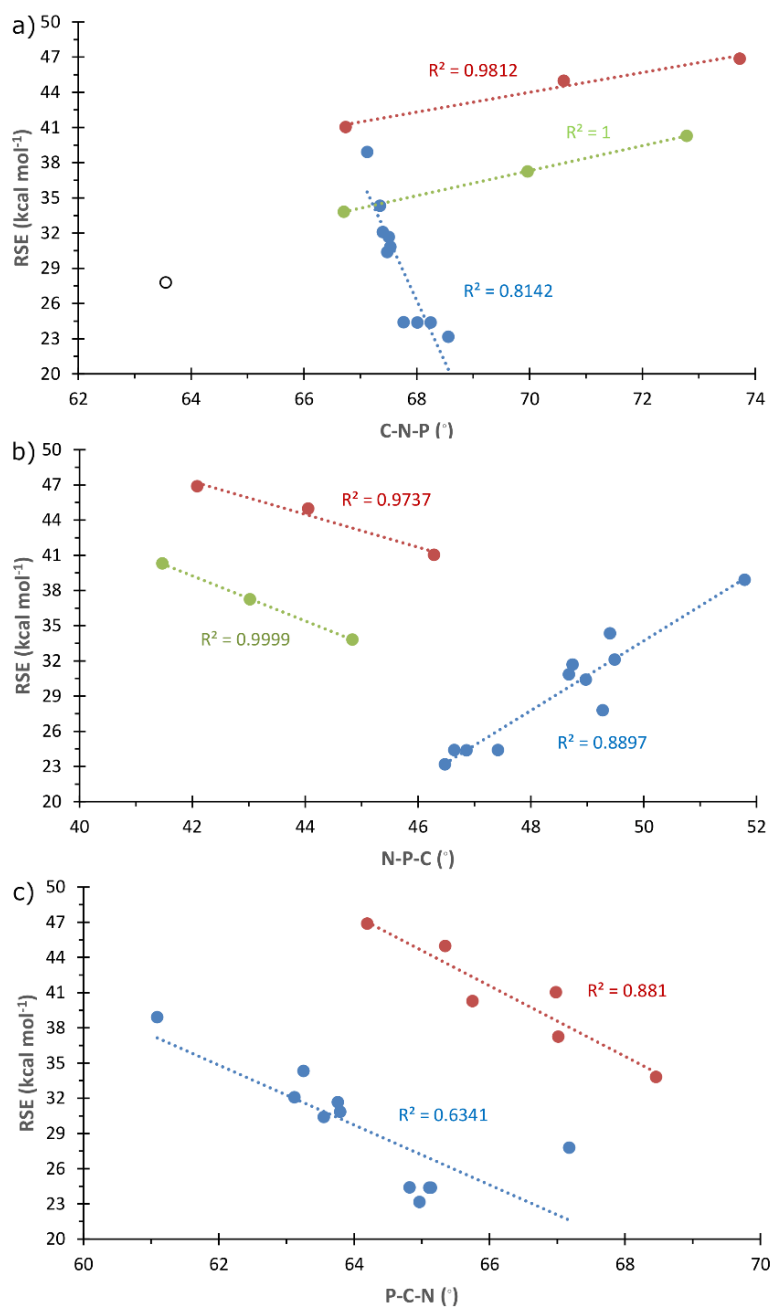 a)
50
47
44
41
38
35
32
29
26
23
20
RSE (kcal mol⁻¹)
R² = 0.9812
R² = 1
R² = 0.8142
62 64 66 68 70 72 74
C-N-P (°)
b)
50
47
44
41
38
35
32
29
26
23
20
RSE (kcal mol⁻¹)
R² = 0.9737
R² = 0.9999
R² = 0.8897
40 42 44 46 48 50 52
N-P-C (°)
c)
50
47
44
41
38
35
32
29
26
23
20
RSE (kcal mol⁻¹)
R² = 0.881
R² = 0.6341
60 62 64 66 68 70
P-C-N (°)